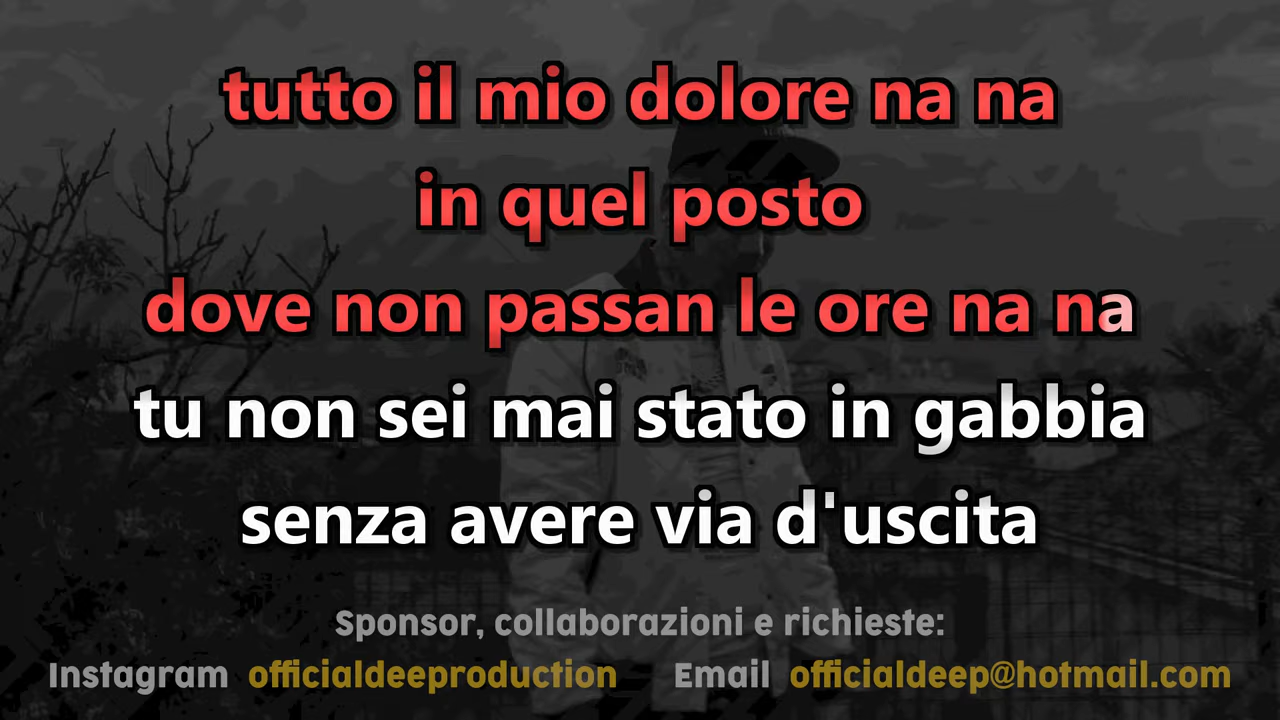 tutto il mio dolore na na
in quel posto
dove non passan le ore na na
tu non sei mai stato in gabbia
senza avere via d'uscita
Sponsor, collaborazioni e richieste:
Instagram officialdeeproduction Email officialdeep@hotmail.com